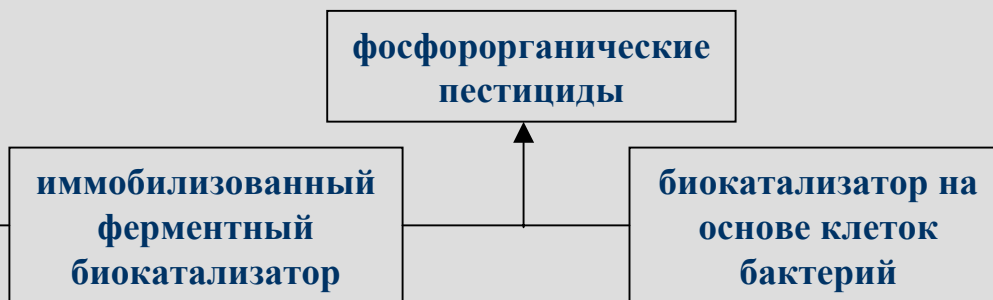 фосфорорганические
пестициды
иммобилизованный
ферментный
биокатализатор
биокатализатор на
основе клеток
бактерий